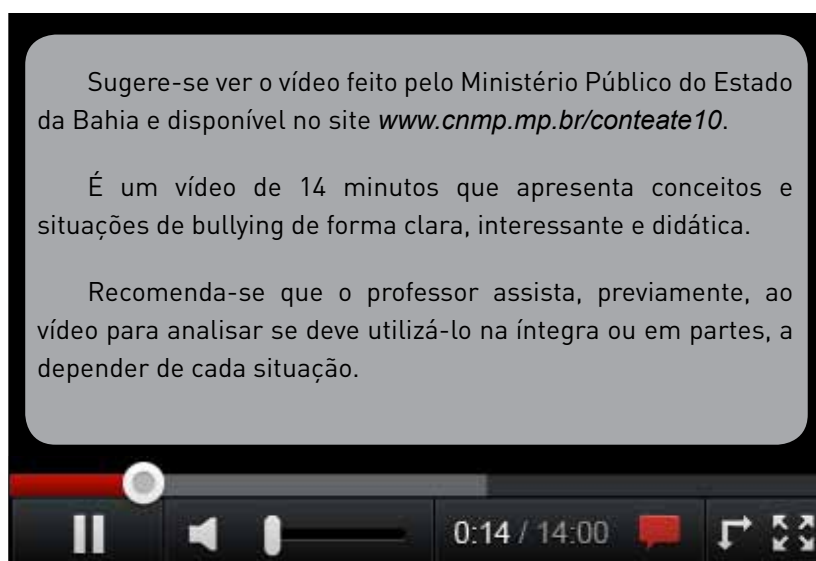 Sugere-se ver o vídeo feito pelo Ministério Público do Estado
da Bahia e disponível no site www.cnmp.mp.br/conteate10.
É um vídeo de 14 minutos que apresenta conceitos e
situações de bullying de forma clara, interessante e didática.
Recomenda-se que o professor assista, previamente, ao
vídeo para analisar se deve utilizá-lo na íntegra ou em partes, a
depender de cada situação.
0:14 / 14:00